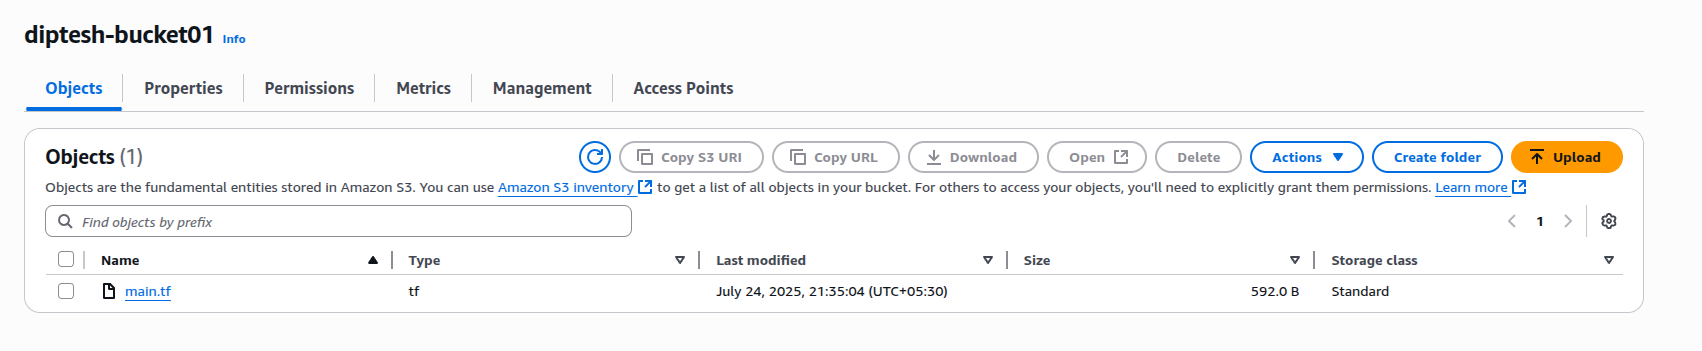 diptesh-bucket01 Info
Objects Properties Permissions Metrics Management Access Points
Objects (1) Copy S3 URI Copy URL Download Open Delete Actions Create folder Upload
Objects are the fundamental entities stored in Amazon S3. You can use Amazon S3 inventory to get a list of all objects in your bucket. For others to access your objects, you'll need to explicitly grant them permissions. Learn more
Find objects by prefix 1
Name Type Last modified Size Storage class
main.tf tf July 24, 2025, 21:35:04 (UTC+05:30) 592.0 B Standard